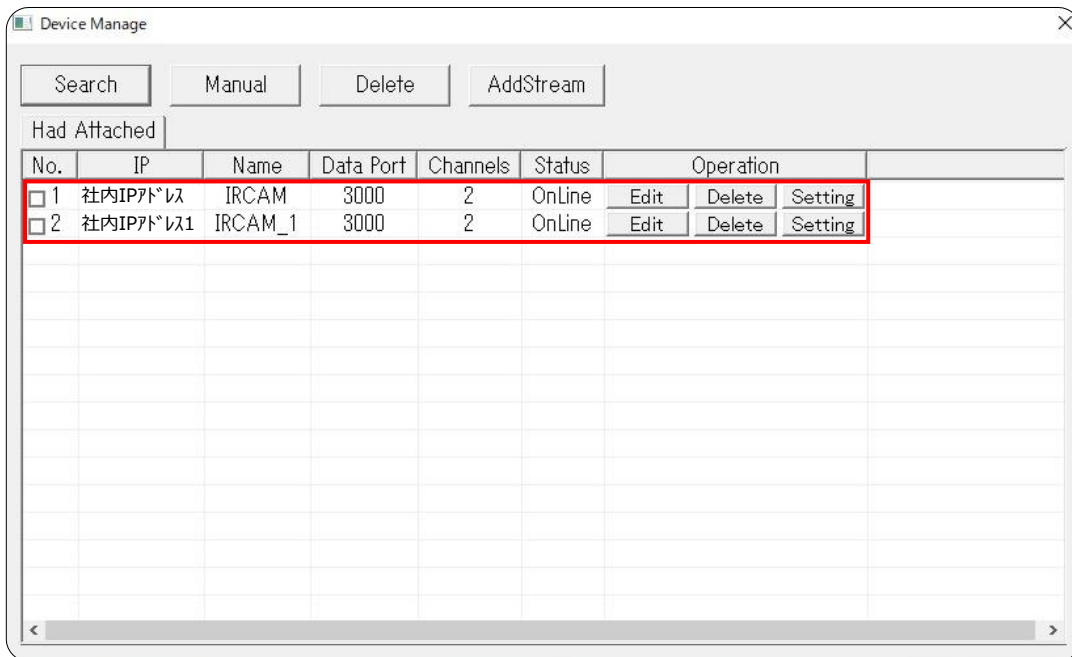 Device Manage
Search Manual Delete AddStream
Had Attached
No. IP Name Data Port Channels Status Operation
1 社内IPｱﾄﾞﾚｽ IRCAM 3000 2 OnLine Edit Delete Setting
2 社内IPｱﾄﾞﾚｽ1 IRCAM_1 3000 2 OnLine Edit Delete Setting